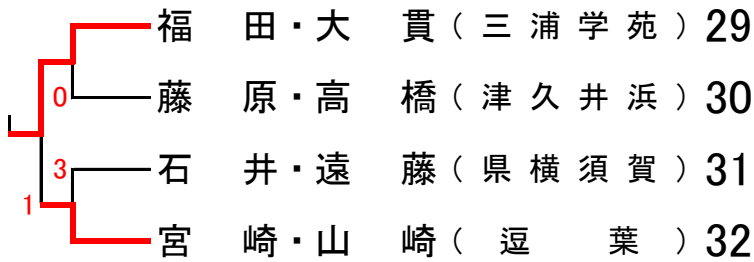 福田・大貫（三浦学苑）29
0
藤原・高橋（津久井浜）30
3
石井・遠藤（県横須賀）31
1
宮崎・山崎（逗葉）32